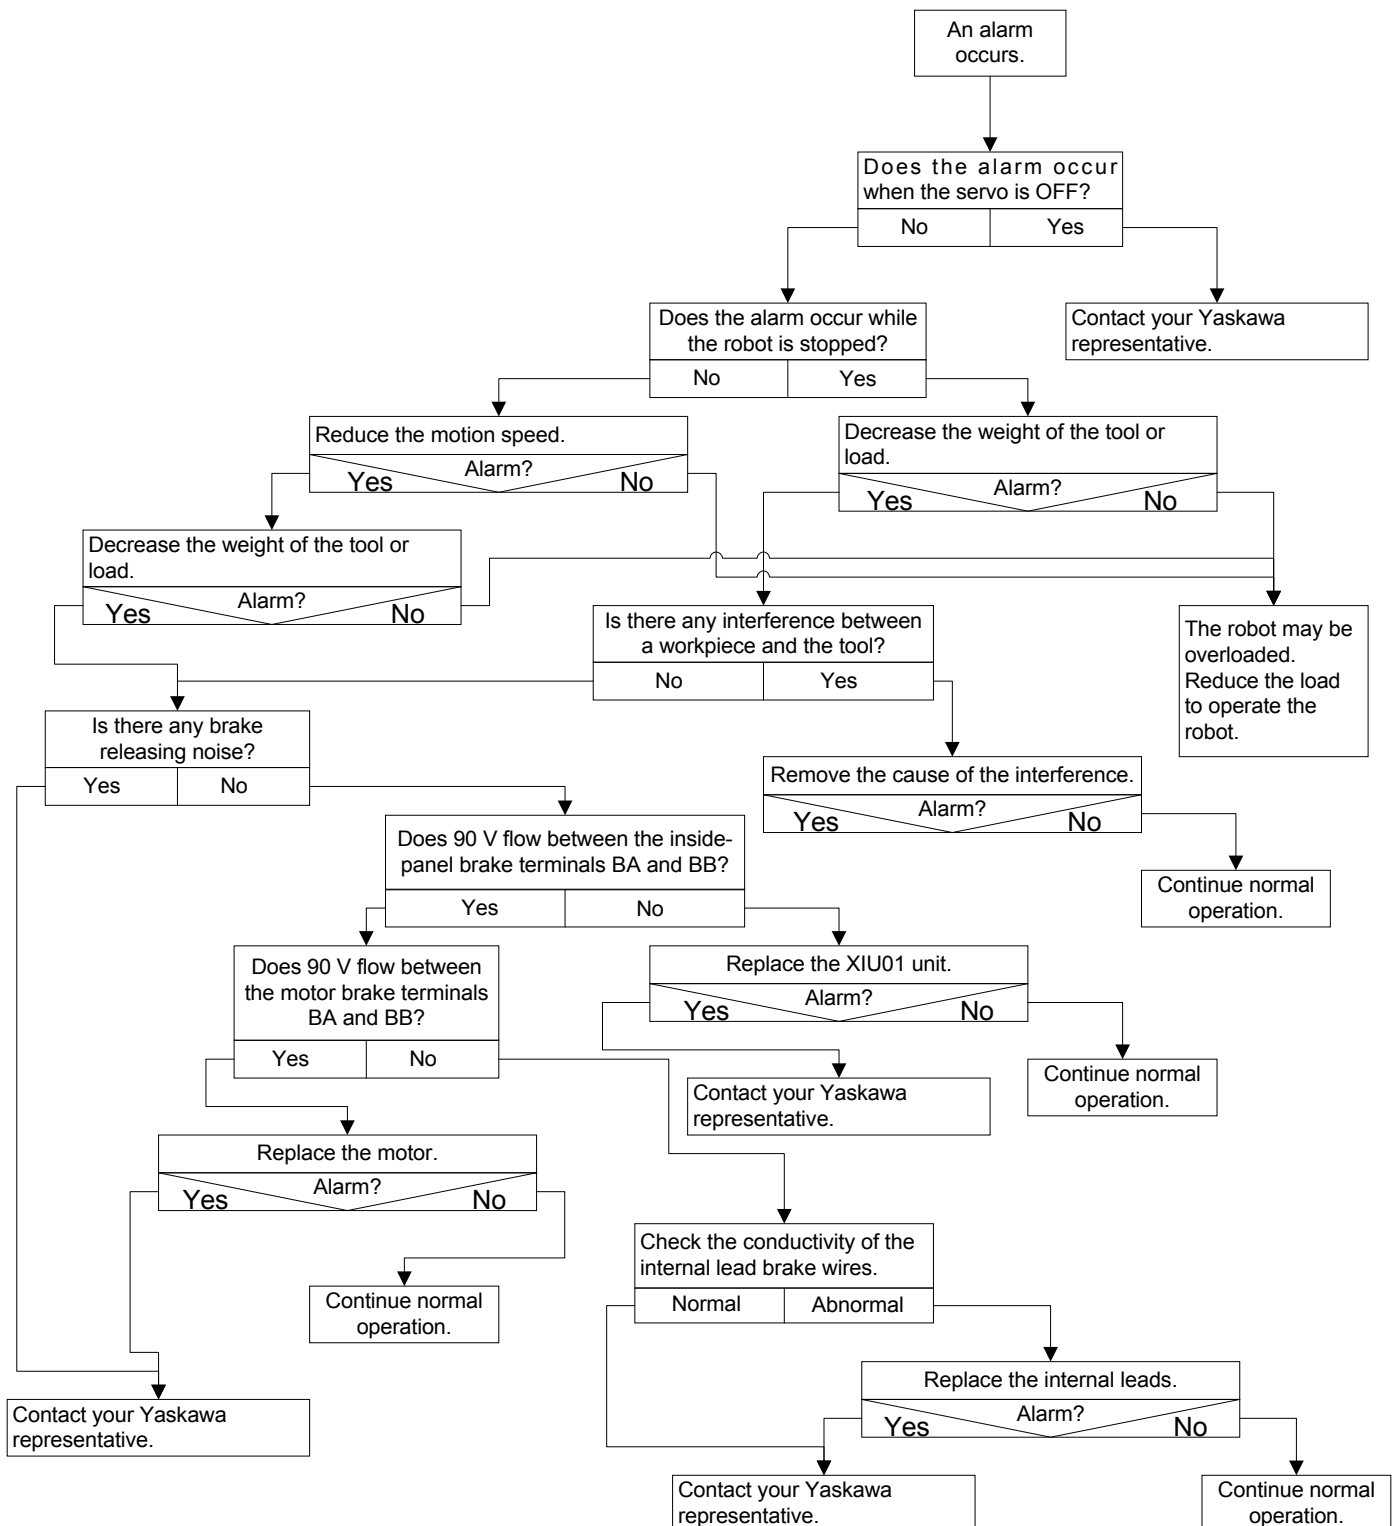 An alarm
occurs.
Does the alarm occur
when the servo is OFF?
No
Yes
Does the alarm occur while
the robot is stopped?
No
Yes
Contact your Yaskawa
representative.
Reduce the motion speed.
Alarm?
Yes
No
Decrease the weight of the tool or
load.
Alarm?
Yes
No
Decrease the weight of the tool or
load.
Alarm?
Yes
No
Is there any interference between
a workpiece and the tool?
No
Yes
The robot may be
overloaded.
Reduce the load
to operate the
robot.
Is there any brake
releasing noise?
Yes
No
Remove the cause of the interference.
Alarm?
Yes
No
Does 90 V flow between the inside-
panel brake terminals BA and BB?
Yes
No
Continue normal
operation.
Does 90 V flow between
the motor brake terminals
BA and BB?
Yes
No
Replace the XIU01 unit.
Alarm?
Yes
No
Contact your Yaskawa
representative.
Continue normal
operation.
Replace the motor.
Alarm?
Yes
No
Check the conductivity of the
internal lead brake wires.
Normal
Abnormal
Continue normal
operation.
Replace the internal leads.
Alarm?
Yes
No
Contact your Yaskawa
representative.
Contact your Yaskawa
representative.
Continue normal
operation.